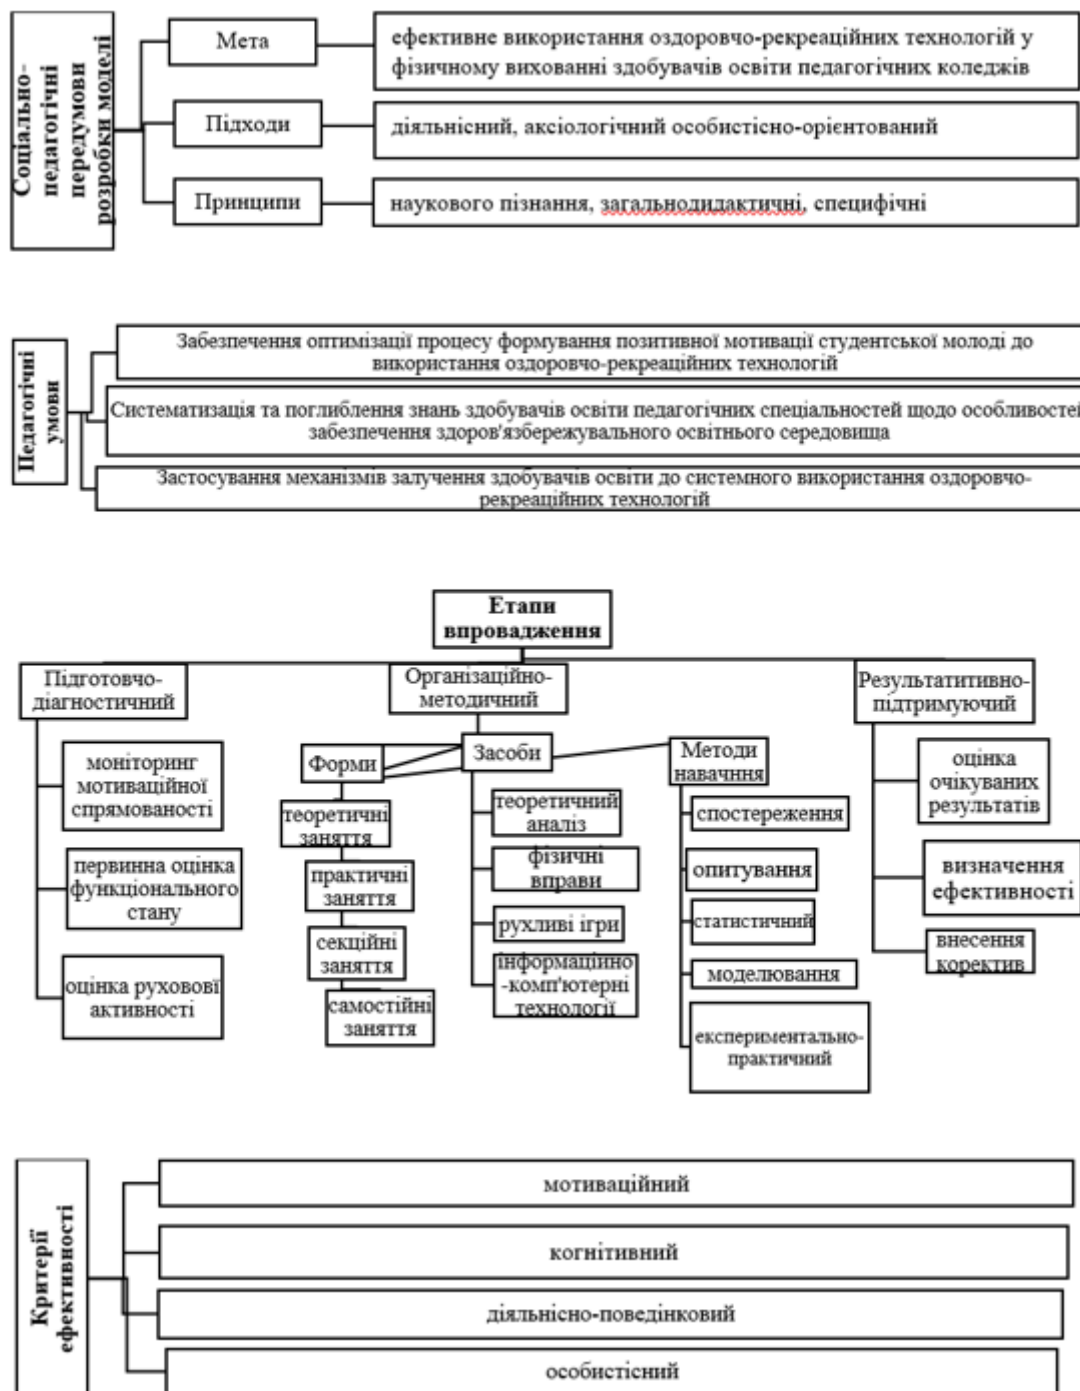 Соціально-
педагогічні
передумови
розробки моделі
Мета
ефективне використання оздоровчо-рекреаційних технологій у
фізичному вихованні здобувачів освіти педагогічних коледжів
Підходи
діяльнісний, аксіологічний особистісно-орієнтований
Принципи
наукового пізнання, загальнодидактичні, специфічні
Педагогічні
умови
Забезпечення оптимізації процесу формування позитивної мотивації студентської молоді до
використання оздоровчо-рекреаційних технологій
Систематизація та поглиблення знань здобувачів освіти педагогічних спеціальностей щодо особливостей
забезпечення здоров'язбережувального освітнього середовища
Застосування механізмів залучення здобувачів освіти до системного використання оздоровчо-
рекреаційних технологій
Етапи
впровадження
Підготовчо-
діагностичний
моніторинг
мотиваційної
спрямованості
первинна оцінка
функціонального
стану
оцінка рухової
активності
Організаційно-
методичний
Форми
теоретичні
заняття
практичні
заняття
секційні
заняття
самостійні
заняття
Засоби
теоретичний
аналіз
фізичні
вправи
рухливі ігри
інформаційно
-комп'ютерні
технології
Методи
навачння
спостереження
опитування
статистичний
моделювання
експериментально-
практичний
Результатитивно-
підтримуючий
оцінка
очікуваних
результатів
визначення
ефективності
внесення
коректив
Критерії
ефективності
мотиваційний
когнітивний
діяльнісно-поведінковий
особистісний